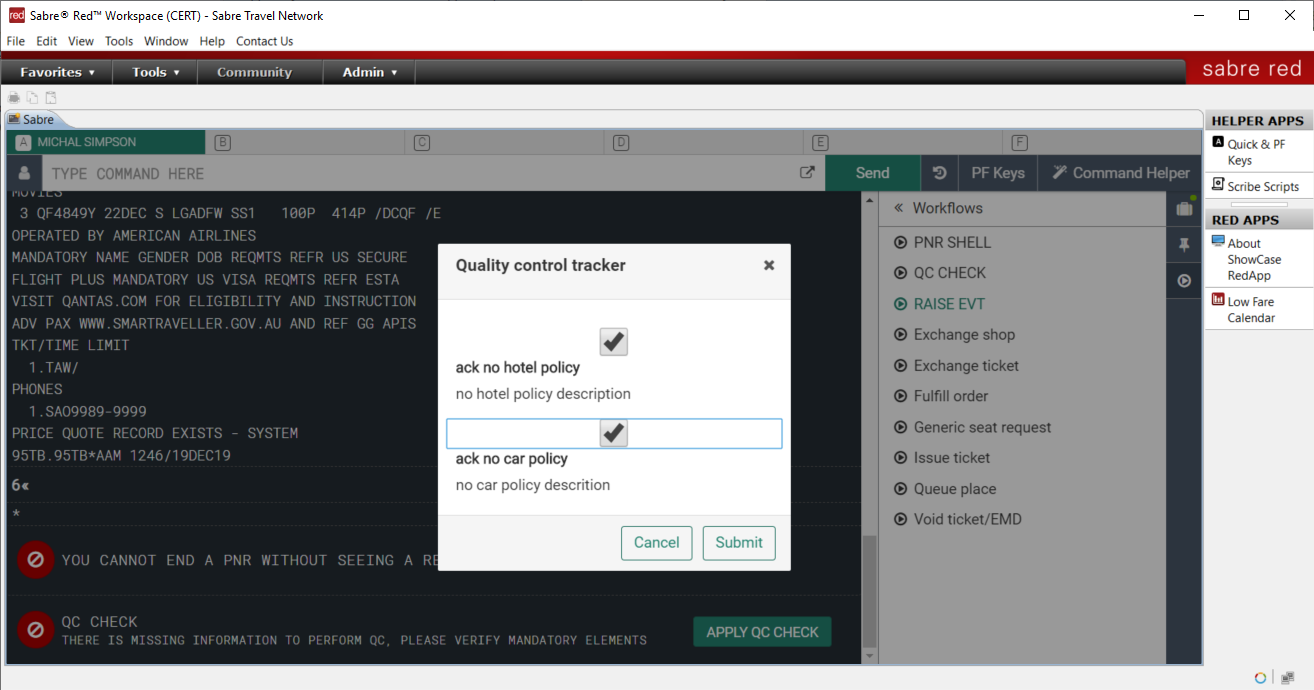 red Sabre® Red™ Workspace (CERT) - Sabre Travel Network
File Edit View Tools Window Help Contact Us
Favorites Tools Community Admin sabre red
Sabre
A MICHAL SIMPSON B C D E F
TYPE COMMAND HERE Send PF Keys Command Helper
MOVIES
3 QF4849Y 22DEC S LGADFW SS1 100P 414P /DCQF /E
OPERATED BY AMERICAN AIRLINES
MANDATORY NAME GENDER DOB REQMTS REFR US SECURE
FLIGHT PLUS MANDATORY US VISA REQMTS REFR ESTA
VISIT QANTAS.COM FOR ELIGIBILITY AND INSTRUCTION
ADV PAX WWW.SMARTRAVELLER.GOV.AU AND REF GG APIS
TKT/TIME LIMIT
1.TAW/
PHONES
1.SAO9989-9999
PRICE QUOTE RECORD EXISTS - SYSTEM
95TB.95TB*AAM 1246/19DEC19
6«
*
YOU CANNOT END A PNR WITHOUT SEEING A RE
QC CHECK
THERE IS MISSING INFORMATION TO PERFORM QC, PLEASE VERIFY MANDATORY ELEMENTS
APPLY QC CHECK
Quality control tracker
ack no hotel policy
no hotel policy description
ack no car policy
no car policy descrition
Cancel Submit
« Workflows
PNR SHELL
QC CHECK
RAISE EVT
Exchange shop
Exchange ticket
Fulfill order
Generic seat request
Issue ticket
Queue place
Void ticket/EMD
HELPER APPS
A Quick & PF
Keys
Scribe Scripts
RED APPS
About
ShowCase
RedApp
Low Fare
Calendar